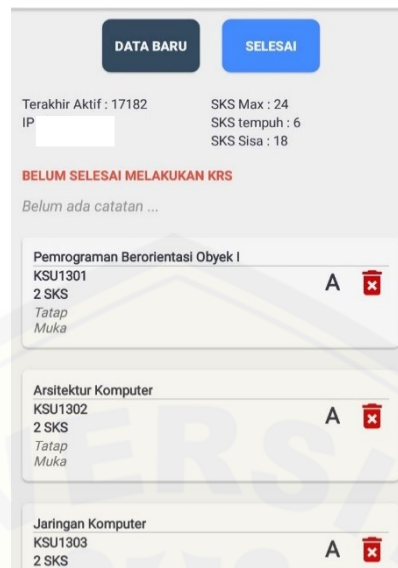 DATA BARU
SELESAI
Terakhir Aktif : 17182
IP
SKS Max : 24
SKS tempuh : 6
SKS Sisa : 18
BELUM SELESAI MELAKUKAN KRS
Belum ada catatan ...
Pemrograman Berorientasi Obyek I
KSU1301
2 SKS
Tatap
Muka
A
Arsitektur Komputer
KSU1302
2 SKS
Tatap
Muka
A
Jaringan Komputer
KSU1303
2 SKS
A